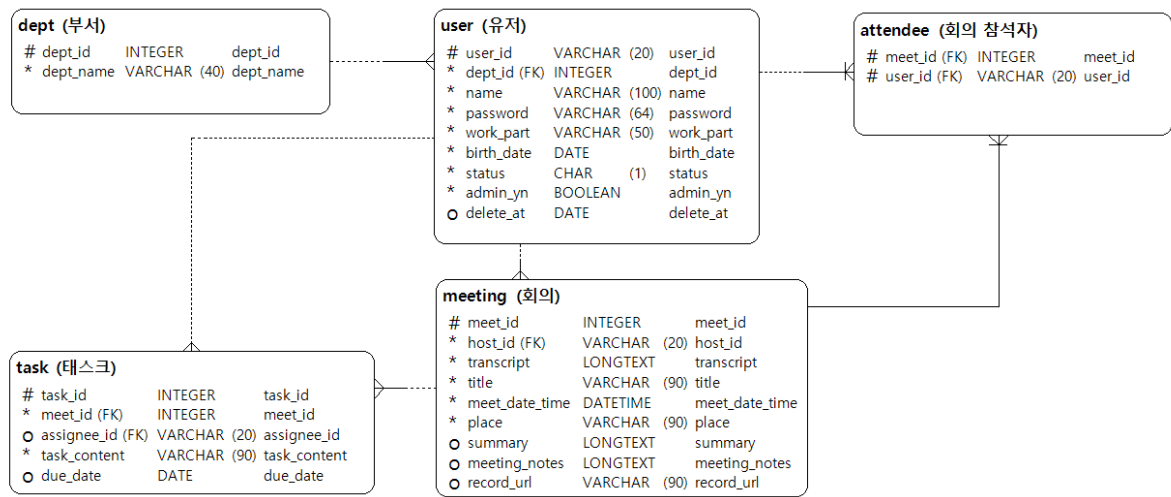 dept (부서)
# dept_id INTEGER dept_id
* dept_name VARCHAR (40) dept_name
user (유저)
# user_id VARCHAR (20) user_id
* dept_id (FK) INTEGER dept_id
* name VARCHAR (100) name
* password VARCHAR (64) password
* work_part VARCHAR (50) work_part
* birth_date DATE birth_date
* status CHAR (1) status
* admin_yn BOOLEAN admin_yn
o delete_at DATE delete_at
attendee (회의 참석자)
# meet_id (FK) INTEGER meet_id
# user_id (FK) VARCHAR (20) user_id
meeting (회의)
# meet_id INTEGER meet_id
* host_id (FK) VARCHAR (20) host_id
* transcript LONGTEXT transcript
* title VARCHAR (90) title
* meet_date_time DATETIME meet_date_time
* place VARCHAR (90) place
o summary LONGTEXT summary
o meeting_notes LONGTEXT meeting_notes
o record_url VARCHAR (90) record_url
task (태스크)
# task_id INTEGER task_id
* meet_id (FK) INTEGER meet_id
o assignee_id (FK) VARCHAR (20) assignee_id
* task_content VARCHAR (90) task_content
o due_date DATE due_date